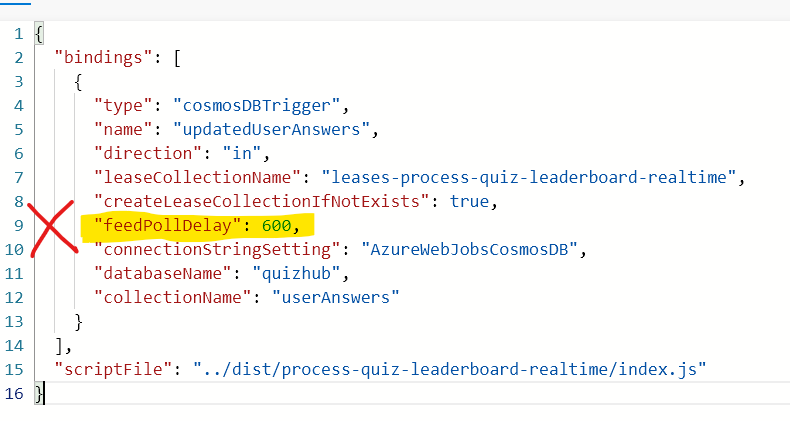 1 {
2 "bindings": [
3 {
4 "type": "cosmosDBTrigger",
5 "name": "updatedUserAnswers",
6 "direction": "in",
7 "leaseCollectionName": "leases-process-quiz-leaderboard-realtime",
8 "createLeaseCollectionIfNotExists": true,
9 "feedPollDelay": 600,
10 "connectionStringSetting": "AzureWebJobsCosmosDB",
11 "databaseName": "quizhub",
12 "collectionName": "userAnswers"
13 }
14 ],
15 "scriptFile": "../dist/process-quiz-leaderboard-realtime/index.js"
16 }